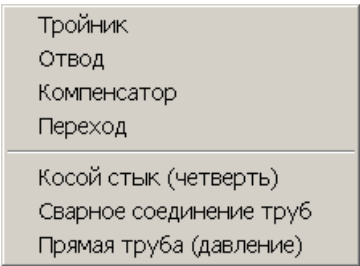 Тройник
Отвод
Компенсатор
Переход
Косой стык (четверть)
Сварное соединение труб
Прямая труба (давление)